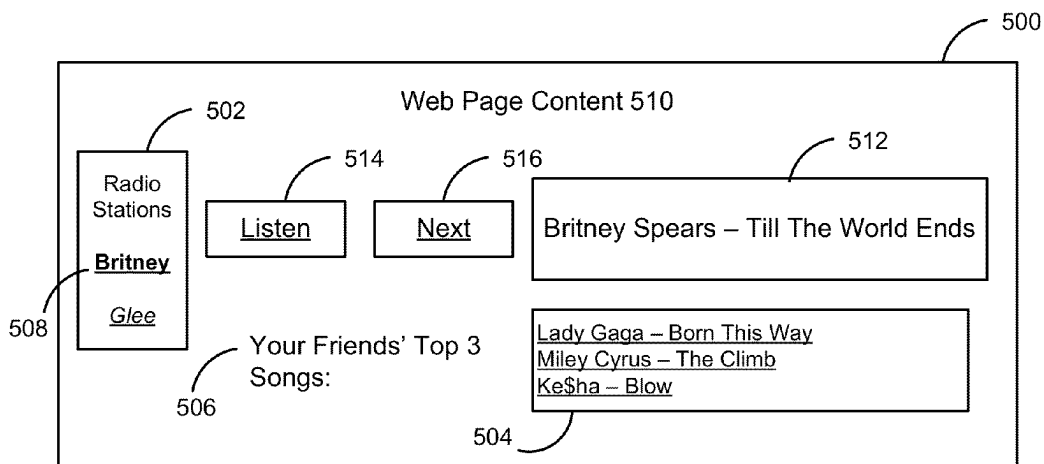 500
Web Page Content 510
502
514
516
512
Radio
Stations
Listen
Next
Britney Spears – Till The World Ends
Britney
508
Glee
Your Friends' Top 3
Songs:
506
Lady Gaga – Born This Way
Miley Cyrus – The Climb
Ke$ha – Blow
504